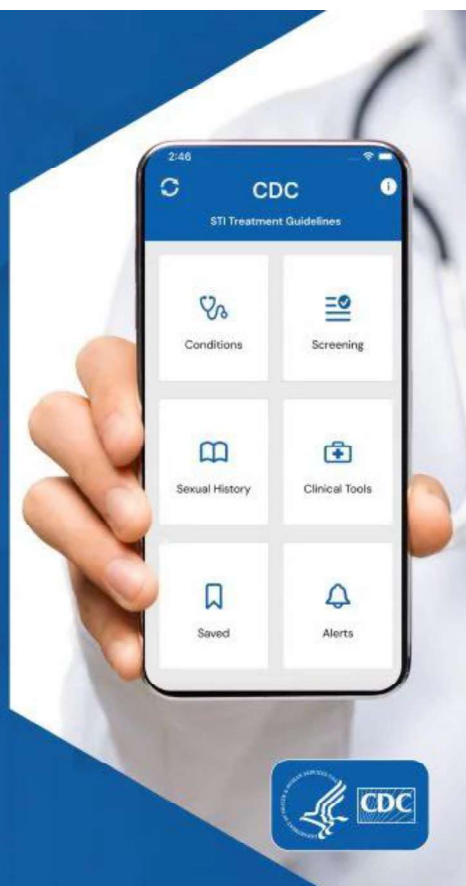 2:46
CDC
STI Treatment Guidelines
Conditions
Screening
Sexual History
Clinical Tools
Saved
Alerts
CDC